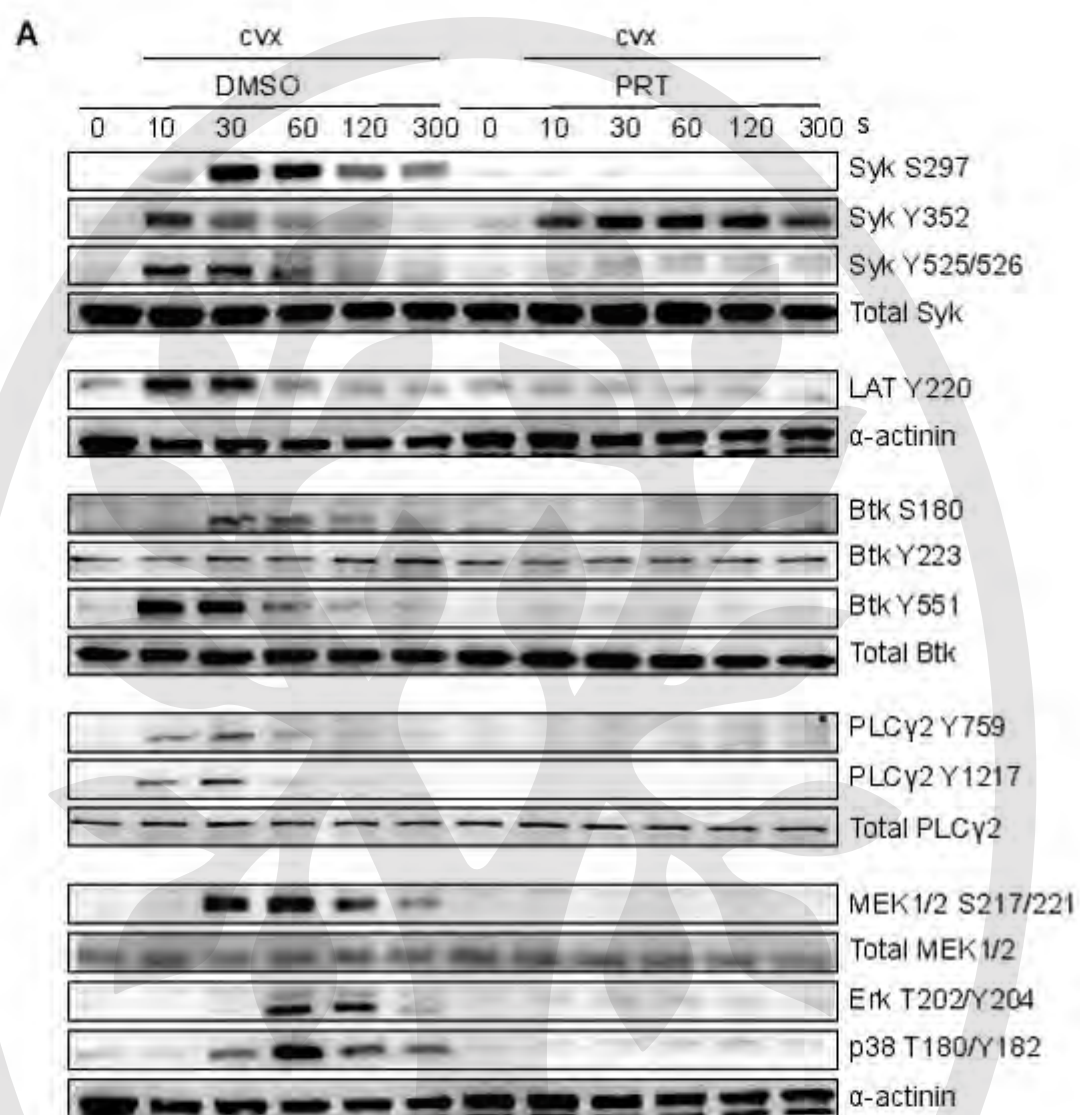 A
cvx cvx
DMSO PRT
0 10 30 60 120 300 0 10 30 60 120 300 s
Syk S297
Syk Y352
Syk Y525/526
Total Syk
LAT Y220
α-actinin
Btk S180
Btk Y223
Btk Y551
Total Btk
PLCγ2 Y759
PLCγ2 Y1217
Total PLCγ2
MEK1/2 S217/221
Total MEK1/2
Erk T202/Y204
p38 T180/Y182
α-actinin